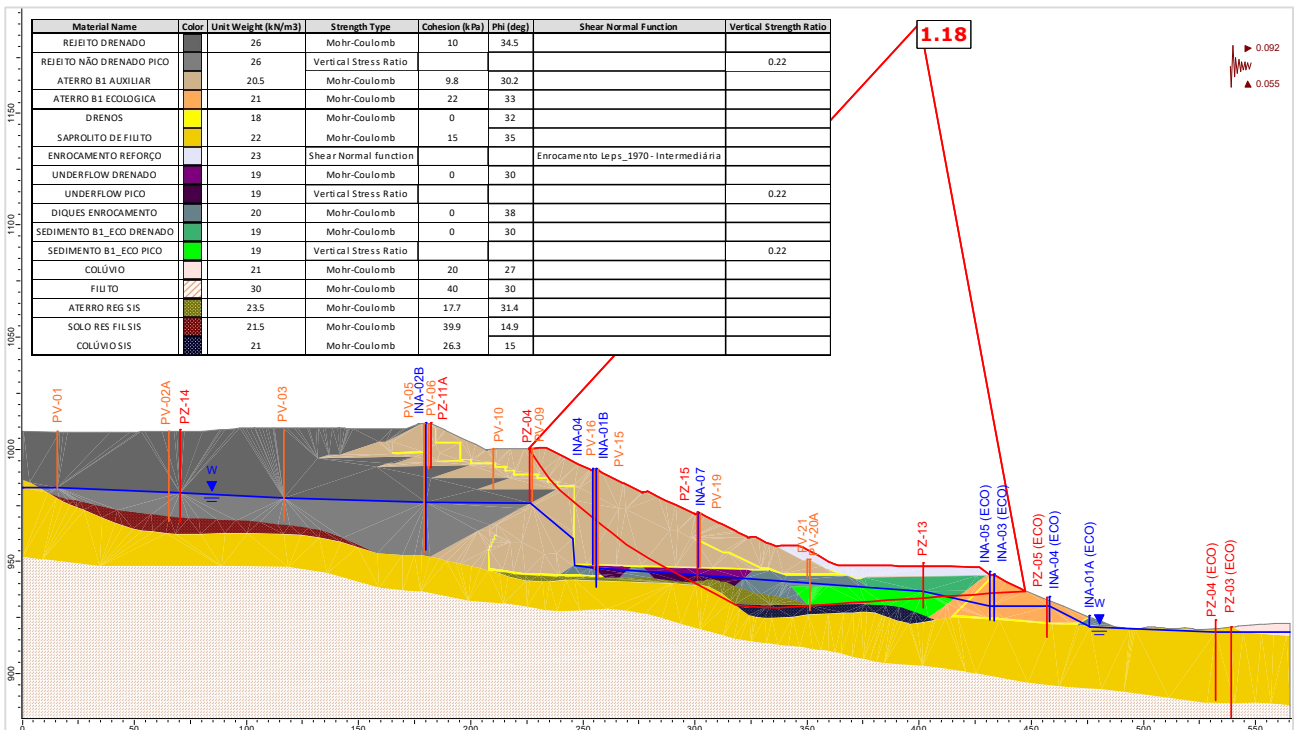 Material Name Color Unit Weight (kN/m3) Strength Type Cohesion (kPa) Phi (deg) Shear Normal Function Vertical Strength Ratio
REJEITO DRENADO 26 Mohr-Coulomb 10 34.5
REJEITO NÃO DRENADO PICO 26 Vertical Stress Ratio 0.22
ATERRO B1 AUXILIAR 20.5 Mohr-Coulomb 9.8 30.2
ATERRO B1 ECOLOGICA 21 Mohr-Coulomb 22 33
DRENOS 18 Mohr-Coulomb 0 32
SAPROLITO DE FILITO 22 Mohr-Coulomb 15 35
ENROCAMENTO REFORÇO 23 Shear Normal function Enrocamento Leps_1970 - Intermediária
UNDERFLOW DRENADO 19 Mohr-Coulomb 0 30
UNDERFLOW PICO 19 Vertical Stress Ratio 0.22
DIQUES ENROCAMENTO 20 Mohr-Coulomb 0 38
SEDIMENTO B1_ECO DRENADO 19 Mohr-Coulomb 0 30
SEDIMENTO B1_ECO PICO 19 Vertical Stress Ratio 0.22
COLÚVIO 21 Mohr-Coulomb 20 27
FILITO 30 Mohr-Coulomb 40 30
ATERRO REG SIS 23.5 Mohr-Coulomb 17.7 31.4
SOLO RES FIL SIS 21.5 Mohr-Coulomb 39.9 14.9
COLÚVIO SIS 21 Mohr-Coulomb 26.3 15
1.18
0.092
0.055
1150
1100
1050
1000
950
900
PV-01
PV-02A
PZ-14
PV-03
PV-05
INA-02B
PV-06
PZ-11A
PV-10
PZ-04
PV-09
INA-04
PV-16
INA-01B
PV-15
PZ-15
INA-07
PV-19
PV-21
PV-20A
PZ-13
INA-05 (ECO)
INA-03 (ECO)
PZ-05 (ECO)
INA-04 (ECO)
INA-01A (ECO)
PZ-04 (ECO)
PZ-03 (ECO)
W
W
0 50 100 150 200 250 300 350 400 450 500 550